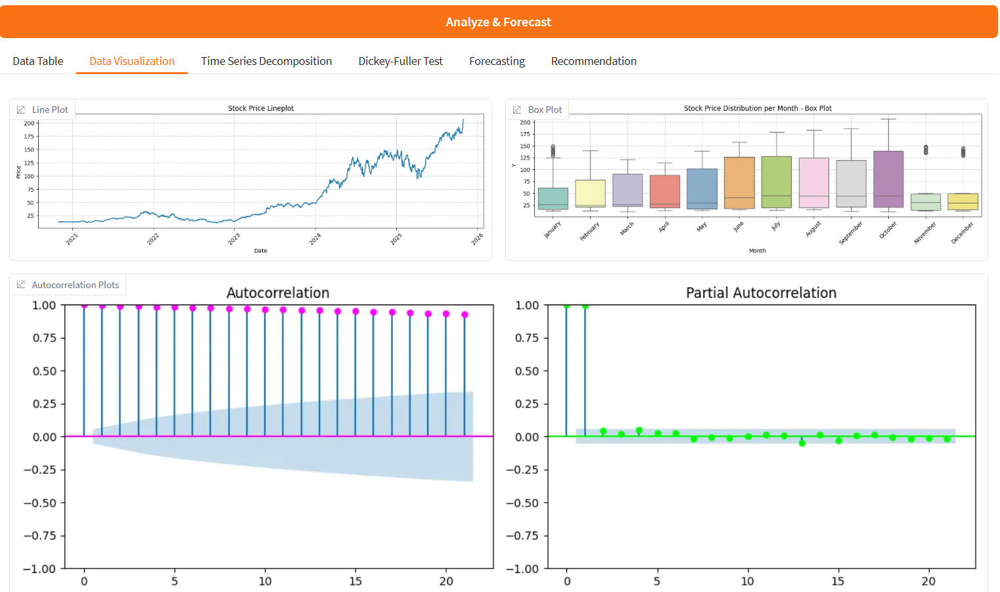 Analyze & Forecast
Data Table
Data Visualization
Time Series Decomposition
Dickey-Fuller Test
Forecasting
Recommendation
Line Plot
Stock Price Lineplot
200
175
150
125
100
75
50
25
Price
2021
2022
2023
2024
2025
2026
Date
Box Plot
Stock Price Distribution per Month - Box Plot
200
175
150
125
100
75
50
25
Y
January
February
March
April
May
June
July
August
September
October
November
December
Month
Autocorrelation Plots
Autocorrelation
1.00
0.75
0.50
0.25
0.00
−0.25
−0.50
−0.75
−1.00
0
5
10
15
20
Partial Autocorrelation
1.00
0.75
0.50
0.25
0.00
−0.25
−0.50
−0.75
−1.00
0
5
10
15
20